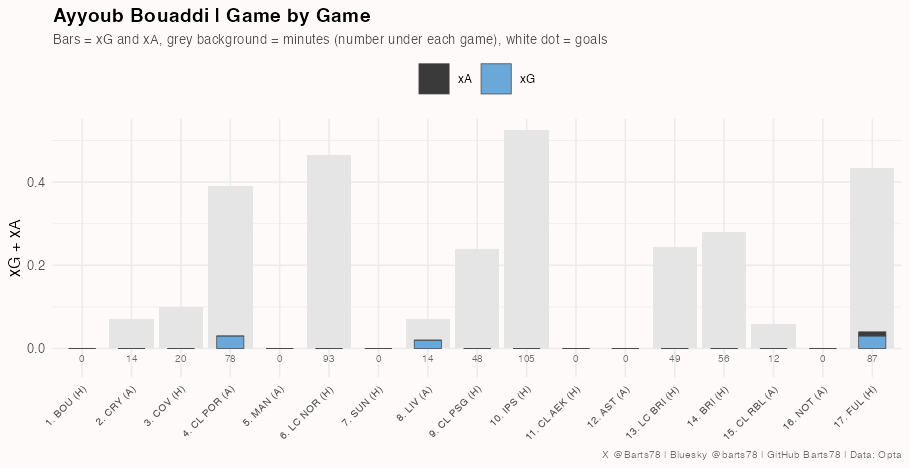 Ayyoub Bouaddi | Game by Game
Bars = xG and xA, grey background = minutes (number under each game), white dot = goals
xA xG
xG + xA
0.4
0.2
0.0
0 14 20 78 0 93 0 14 48 105 0 0 49 56 12 0 87
1. BOU (H)
2. CRY (A)
3. COV (H)
4. CL POR (A)
5. MAN (A)
6. LC NOR (H)
7. SUN (H)
8. LIV (A)
9. CL PSG (H)
10. IPS (H)
11. CL AEK (H)
12. AST (A)
13. LC BRI (H)
14. BRI (H)
15. CL RBL (A)
16. NOT (A)
17. FUL (H)
X @Barts78 | Bluesky @barts78 | GitHub Barts78 | Data: Opta